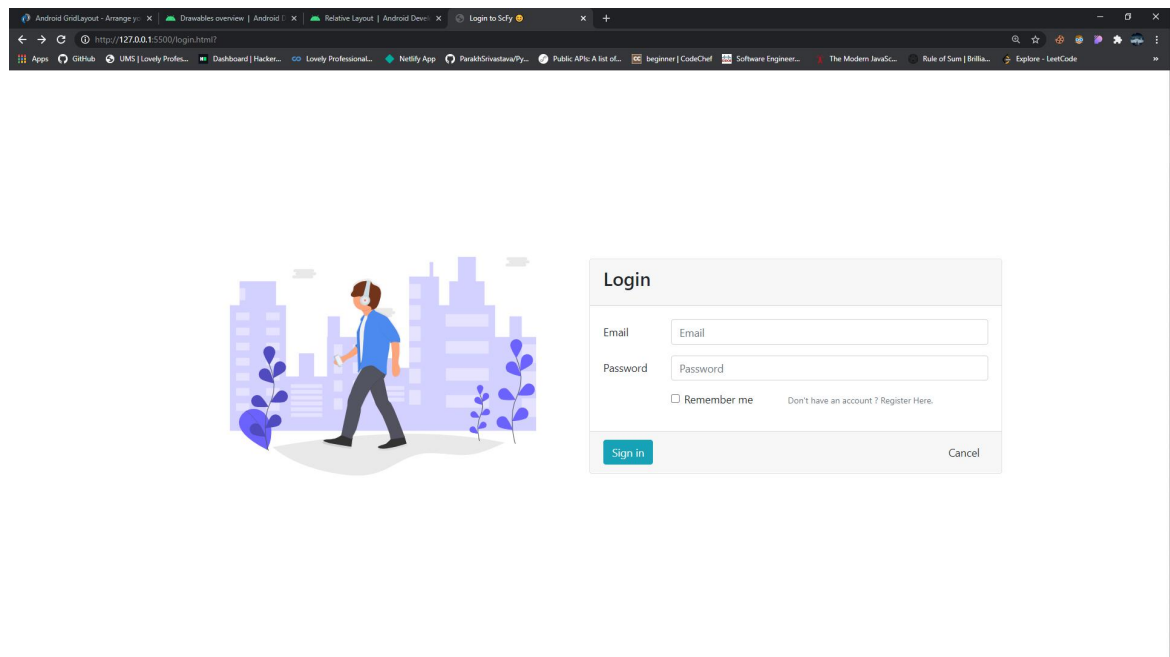 Android GridLayout - Arrange yo
Drawables overview | Android D
Relative Layout | Android Devel
Login to ScFy 😊
http://127.0.0.1:5500/login.html?
Apps GitHub UMS | Lovely Profes... Dashboard | Hacker... Lovely Professional... Netlify App ParakhSrivastava/Py... Public APIs: A list of... beginner | CodeChef Software Engineer... The Modern JavaSc... Rule of Sum | Brillia... Explore - LeetCode »
Login
Email Email
Password Password
Remember me Don't have an account ? Register Here.
Sign in Cancel